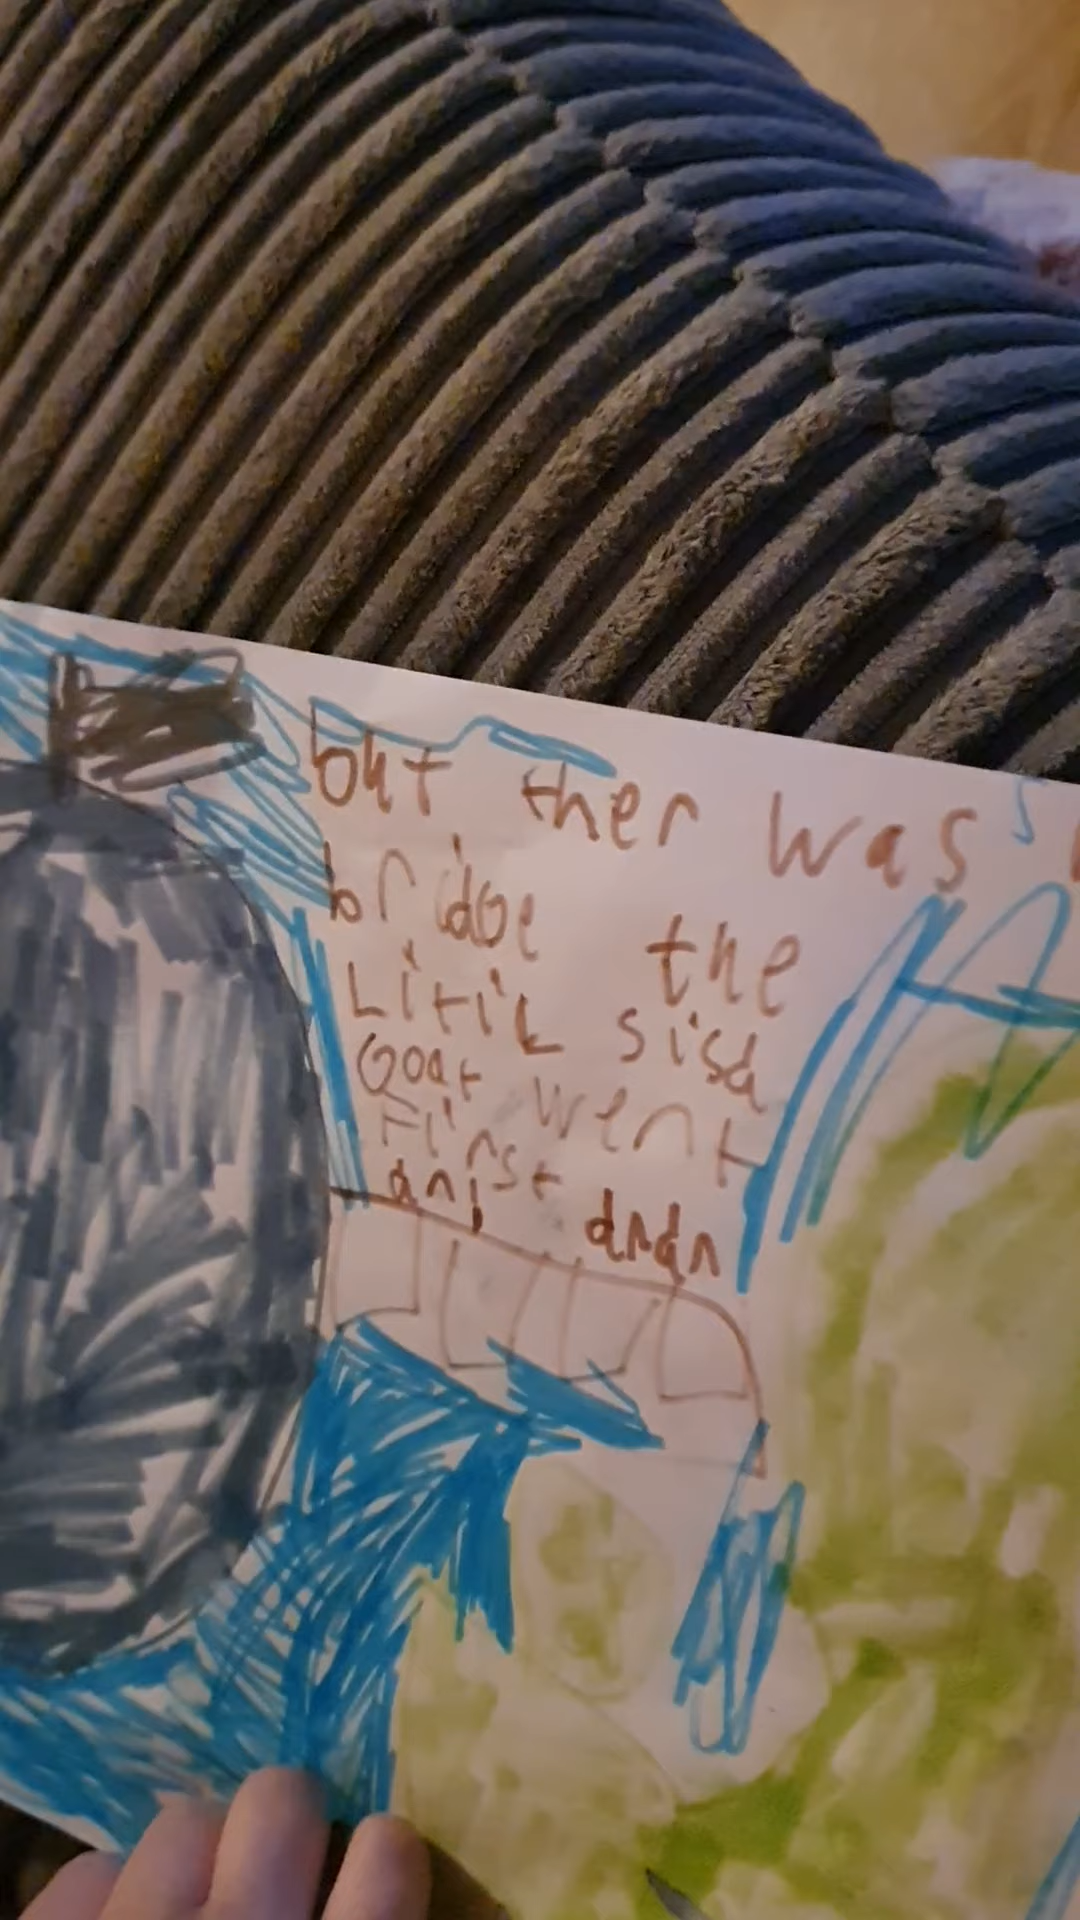 but ther was
bridge the
Litil sisd
Goat went
First